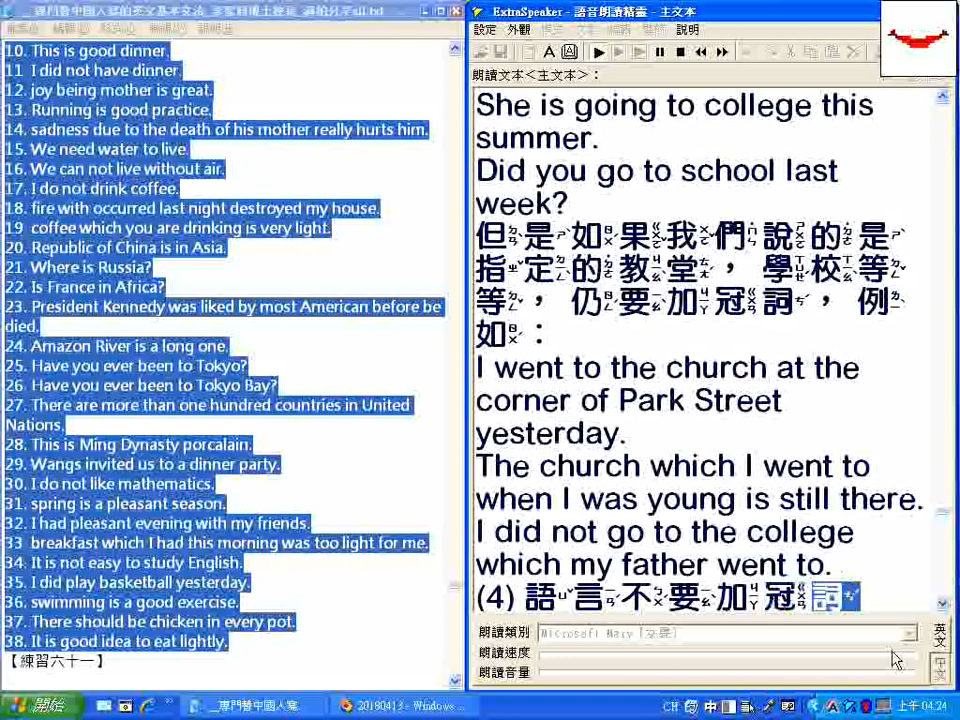 10. This is good dinner.
11 I did not have dinner.
12. joy being mother is great.
13. Running is good practice.
14. sadness due to the death of his mother really hurts him.
15. We need water to live.
16. We can not live without air.
17. I do not drink coffee.
18. fire with occurred last night destroyed my house.
19 coffee which you are drinking is very light.
20. Republic of China is in Asia.
21. Where is Russia?
22. Is France in Africa?
23. President Kennedy was liked by most American before be
died.
24. Amazon River is a long one.
25. Have you ever been to Tokyo?
26. Have you ever been to Tokyo Bay?
27. There are more than one hundred countries in United
Nations.
28. This is Ming Dynasty porcalain.
29. Wangs invited us to a dinner party.
30. I do not like mathematics.
31. spring is a pleasant season.
32. I had pleasant evening with my friends.
33 breakfast which I had this morning was too light for me.
34. It is not easy to study English.
35. I did play basketball yesterday.
36. swimming is a good exercise.
37. There should be chicken in every pot.
38. It is good idea to eat lightly.
【練習六十一】
ExtraSpeaker - 語音朗讀精靈 - 主文本
設定 外觀 說明
朗讀文本<主文本>：
She is going to college this
summer.
Did you go to school last
week?
但是如果我們說的是
指定的教堂，學校等
等，仍要加冠詞，例
如：
I went to the church at the
corner of Park Street
yesterday.
The church which I went to
when I was young is still there.
I did not go to the college
which my father went to.
(4) 語言不要加冠詞
朗讀類別 Microsoft Mary [英語]
朗讀速度
朗讀音量
英文
中文
開始
__專門替中國人寫...
20180413 - Windows ...
CH
中
上午 04:24